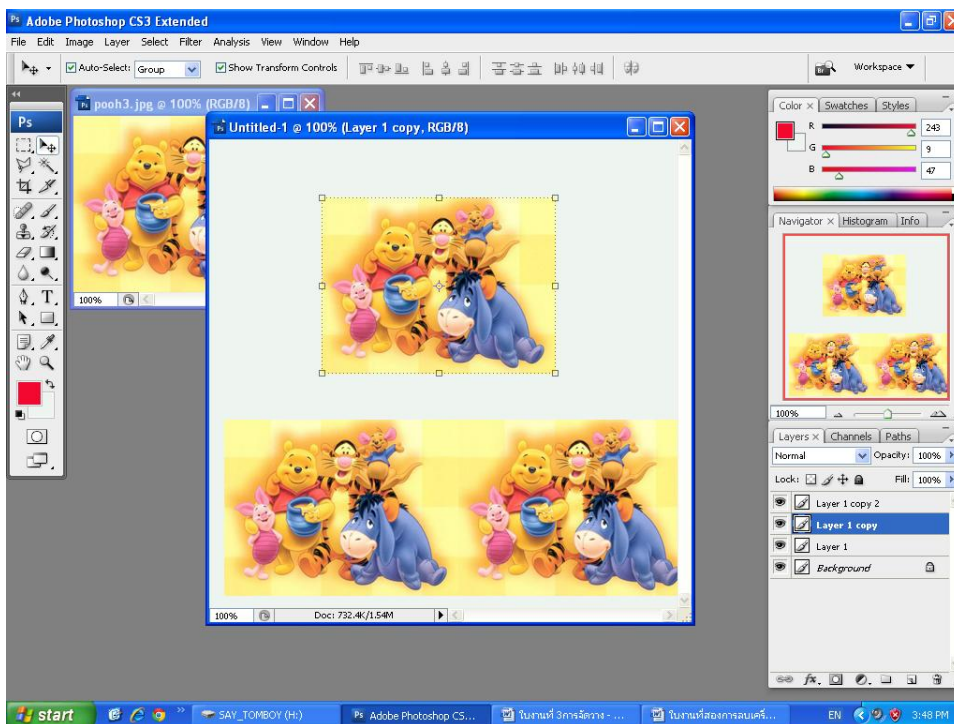 Ps Adobe Photoshop CS3 Extended
File Edit Image Layer Select Filter Analysis View Window Help
Auto-Select: Group Show Transform Controls Workspace
pooh3.jpg @ 100% (RGB/8)
Untitled-1 @ 100% (Layer 1 copy, RGB/8)
Ps
100%
100% Doc: 732.4K/1.54M
Color × Swatches Styles
R 243
G 9
B 47
Navigator × Histogram Info
100%
Layers × Channels Paths
Normal Opacity: 100%
Lock: Fill: 100%
Layer 1 copy 2
Layer 1 copy
Layer 1
Background
start SAY_TOMBOY (H:) Ps Adobe Photoshop CS... ใบงานที่ 3การจัดวาง - ... ใบงานที่สองการลบเครื่... EN 3:48 PM